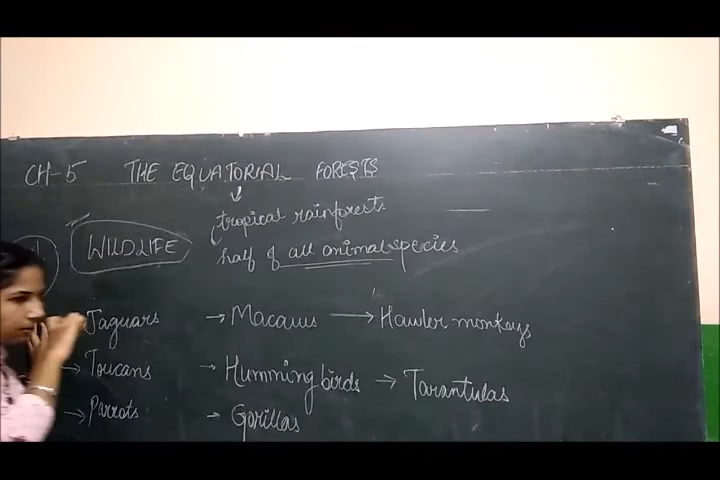 CH-5 THE EQUATORIAL FORESTS
↓
tropical rainforests
WILDLIFE
half of all animal species
Jaguars → Macaws → Hawler monkeys
→ Toucans → Humming birds → Tarantulas
→ Parrots → Gorillas